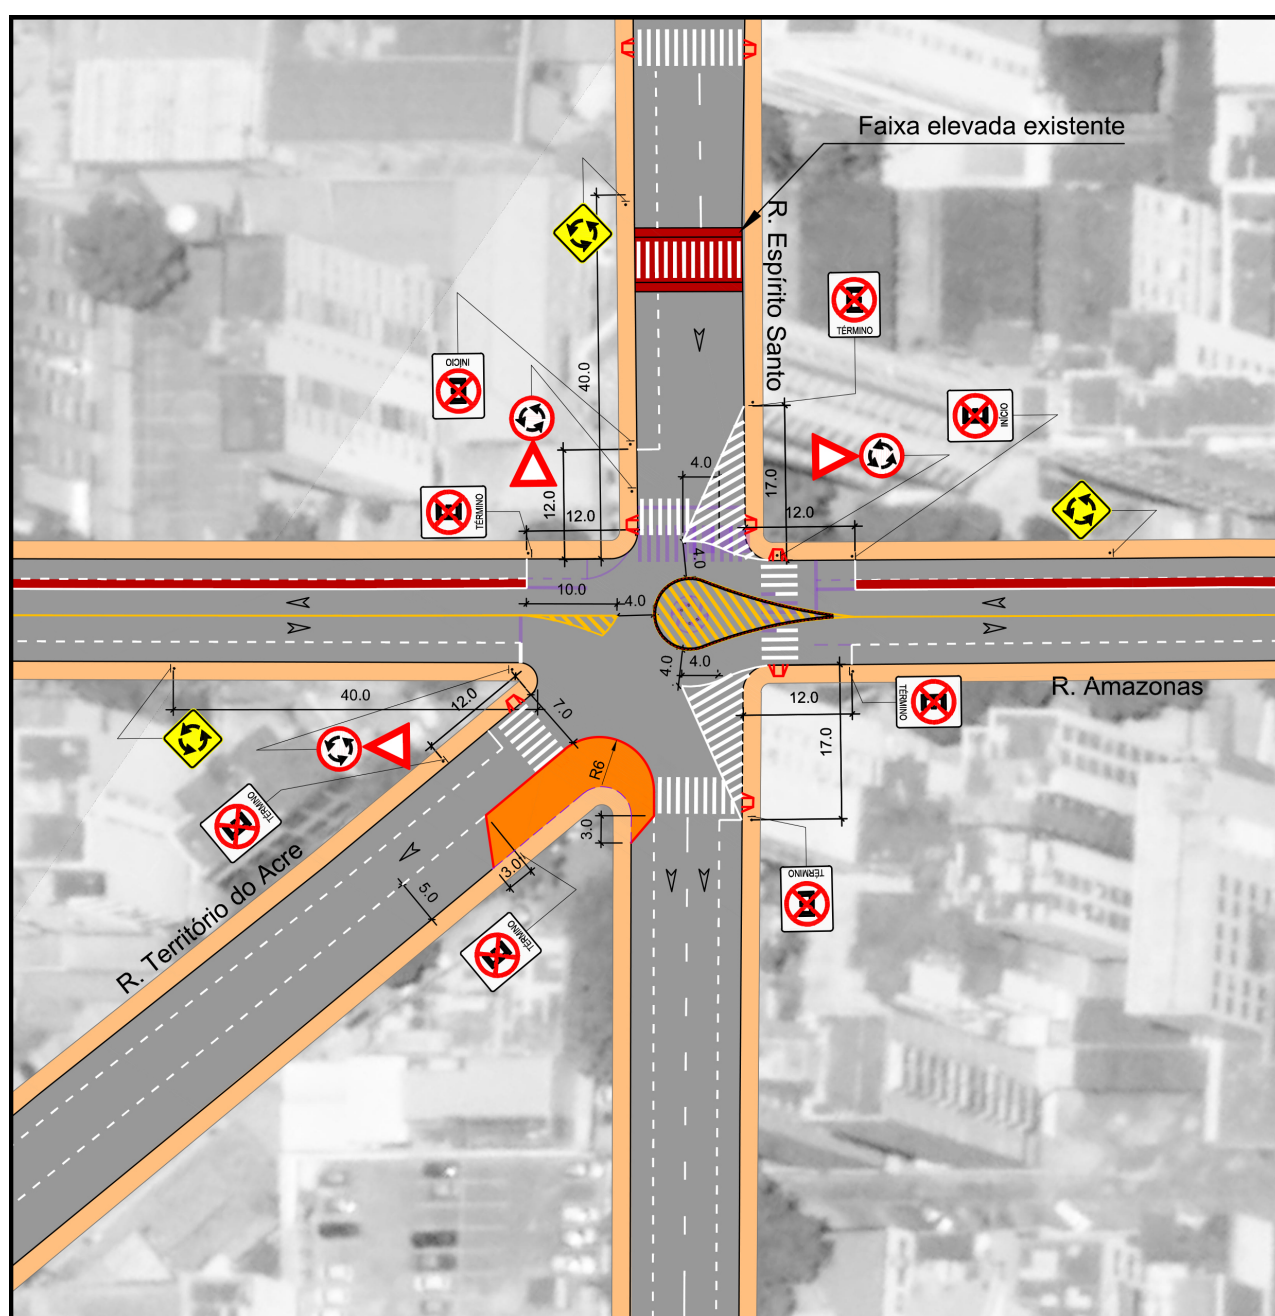 Faixa elevada existente
R. Espírito Santo
TÉRMINO
INÍCIO
40.0
INÍCIO
4.0
17.0
12.0
12.0
12.0
TÉRMINO
4.0
10.0
4.0
4.0
4.0
R. Amazonas
TÉRMINO
40.0
12.0
7.0
12.0
17.0
R6
TÉRMINO
3.0
3.0
TÉRMINO
R. Território do Acre
5.0
TÉRMINO